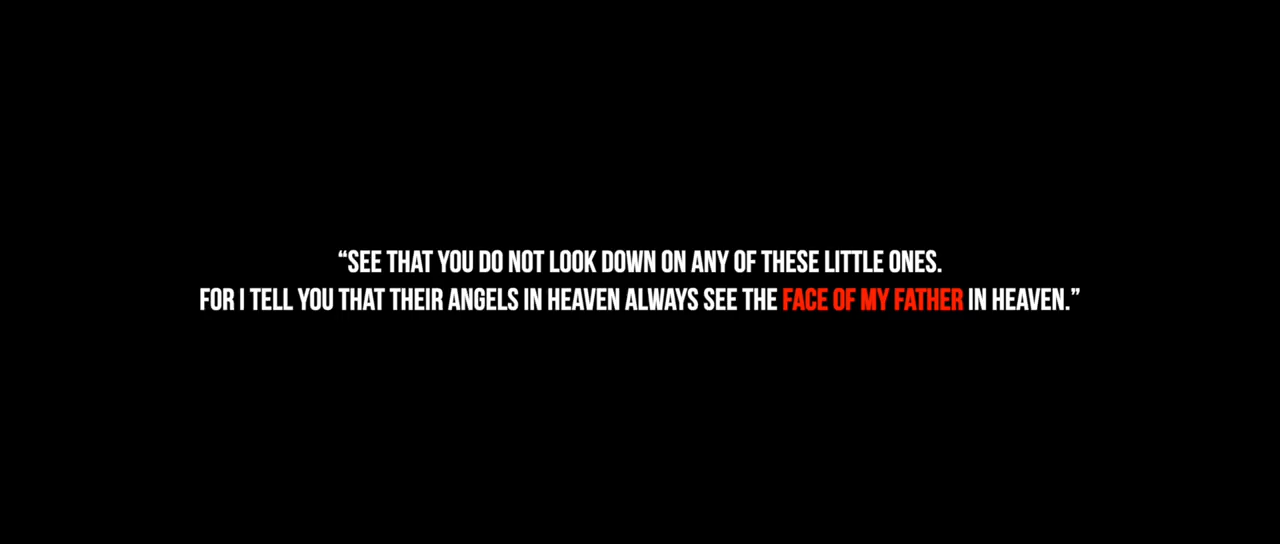 “SEE THAT YOU DO NOT LOOK DOWN ON ANY OF THESE LITTLE ONES.
FOR I TELL YOU THAT THEIR ANGELS IN HEAVEN ALWAYS SEE THE FACE OF MY FATHER IN HEAVEN.”